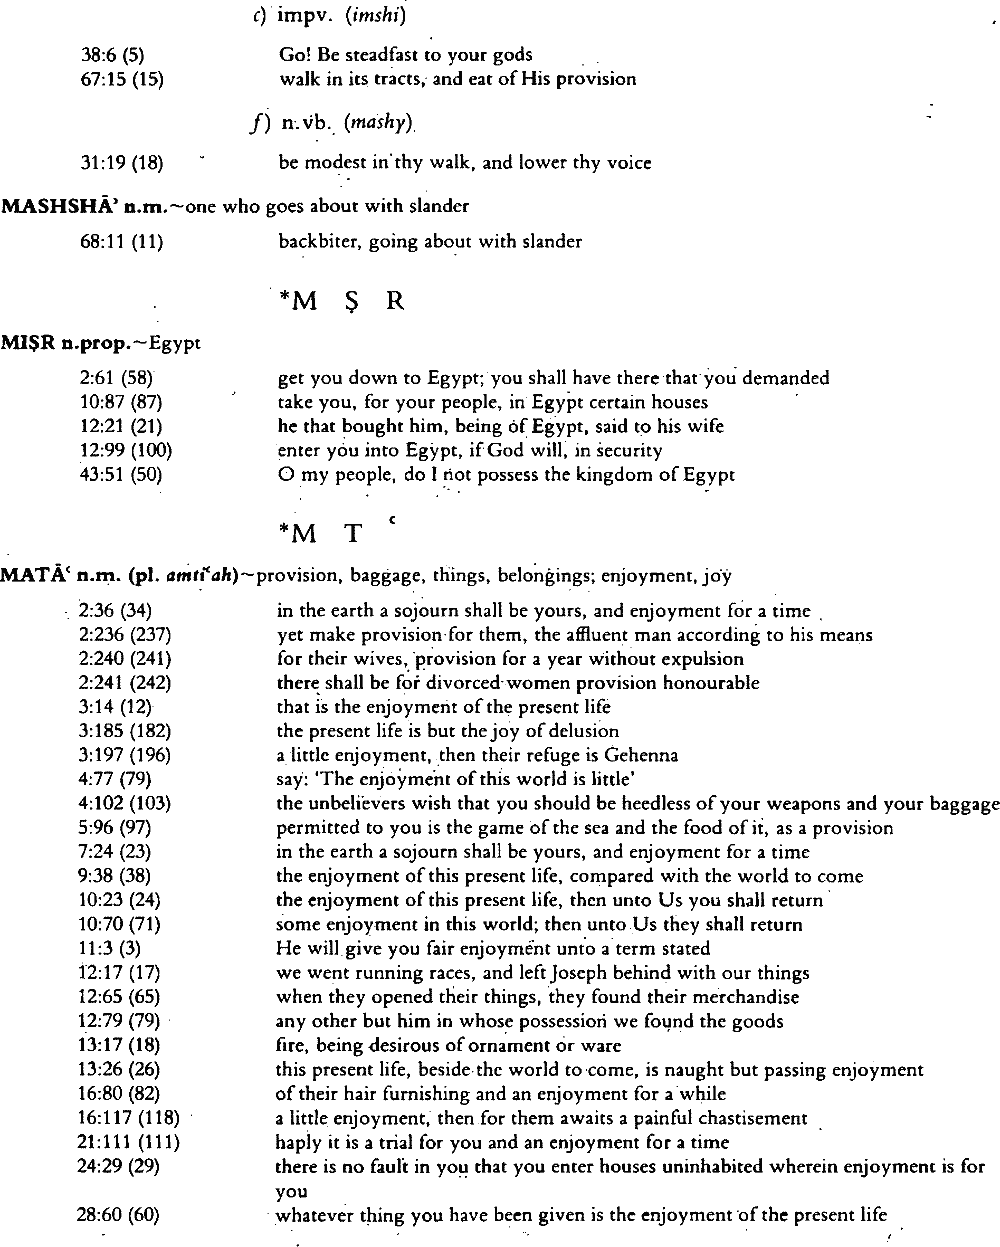 c) impv. (imshi)
38:6 (5) Go! Be steadfast to your gods
67:15 (15) walk in its tracts, and eat of His provision
f) n.vb. (mashy)
31:19 (18) be modest in thy walk, and lower thy voice
MASHSHĀʾ n.m.~one who goes about with slander
68:11 (11) backbiter, going about with slander
*M Ṣ R
MIṢR n.prop.~Egypt
2:61 (58) get you down to Egypt; you shall have there that you demanded
10:87 (87) take you, for your people, in Egypt certain houses
12:21 (21) he that bought him, being of Egypt, said to his wife
12:99 (100) enter you into Egypt, if God will, in security
43:51 (50) O my people, do I not possess the kingdom of Egypt
*M T ʿ
MATĀʿ n.m. (pl. amtiʿah)~provision, baggage, things, belongings; enjoyment, joy
2:36 (34) in the earth a sojourn shall be yours, and enjoyment for a time
2:236 (237) yet make provision for them, the affluent man according to his means
2:240 (241) for their wives, provision for a year without expulsion
2:241 (242) there shall be for divorced women provision honourable
3:14 (12) that is the enjoyment of the present life
3:185 (182) the present life is but the joy of delusion
3:197 (196) a little enjoyment, then their refuge is Gehenna
4:77 (79) say: 'The enjoyment of this world is little'
4:102 (103) the unbelievers wish that you should be heedless of your weapons and your baggage
5:96 (97) permitted to you is the game of the sea and the food of it, as a provision
7:24 (23) in the earth a sojourn shall be yours, and enjoyment for a time
9:38 (38) the enjoyment of this present life, compared with the world to come
10:23 (24) the enjoyment of this present life, then unto Us you shall return
10:70 (71) some enjoyment in this world; then unto Us they shall return
11:3 (3) He will give you fair enjoyment unto a term stated
12:17 (17) we went running races, and left Joseph behind with our things
12:65 (65) when they opened their things, they found their merchandise
12:79 (79) any other but him in whose possession we found the goods
13:17 (18) fire, being desirous of ornament or ware
13:26 (26) this present life, beside the world to come, is naught but passing enjoyment
16:80 (82) of their hair furnishing and an enjoyment for a while
16:117 (118) a little enjoyment, then for them awaits a painful chastisement
21:111 (111) haply it is a trial for you and an enjoyment for a time
24:29 (29) there is no fault in you that you enter houses uninhabited wherein enjoyment is for
you
28:60 (60) whatever thing you have been given is the enjoyment of the present life